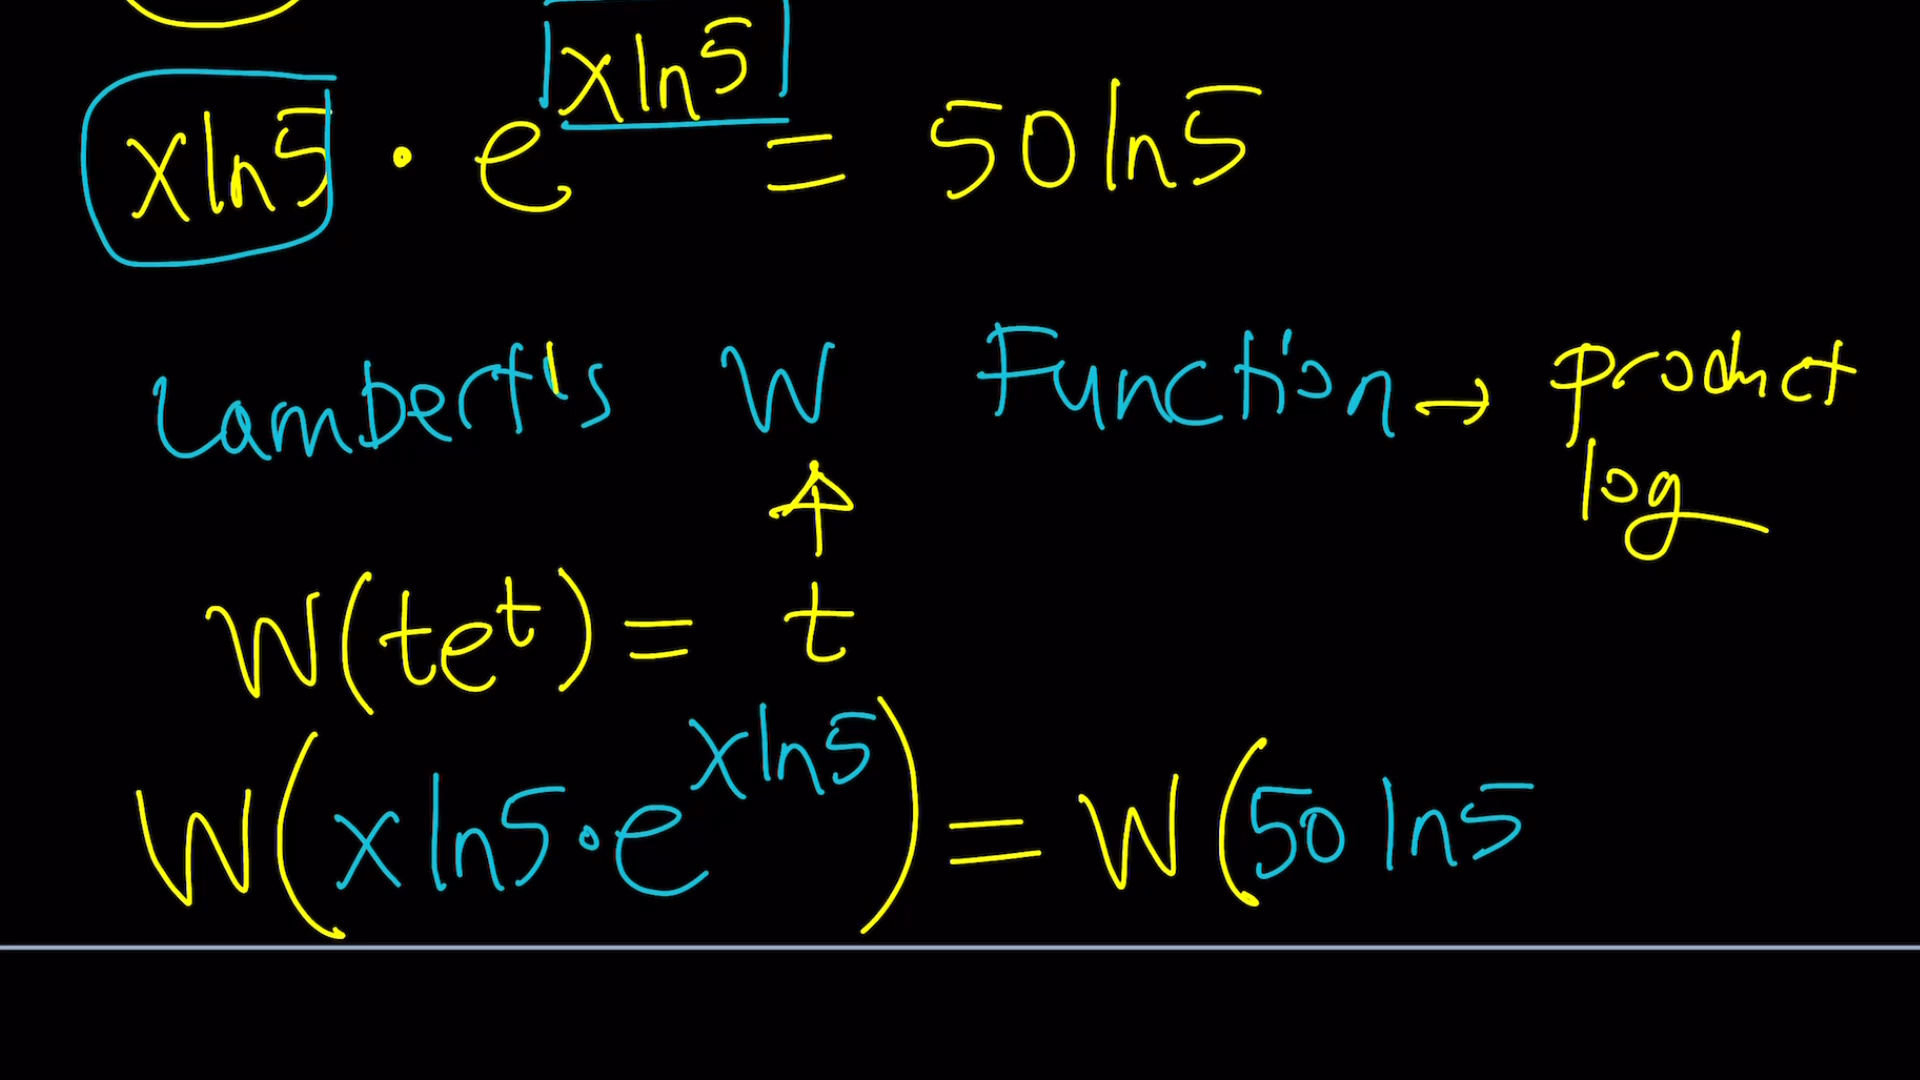 xln5 · e^xln5 = 50ln5
Lambert's W Function → product
log
↑
W(te^t) = t
W(xln5·e^xln5) = W(50ln5